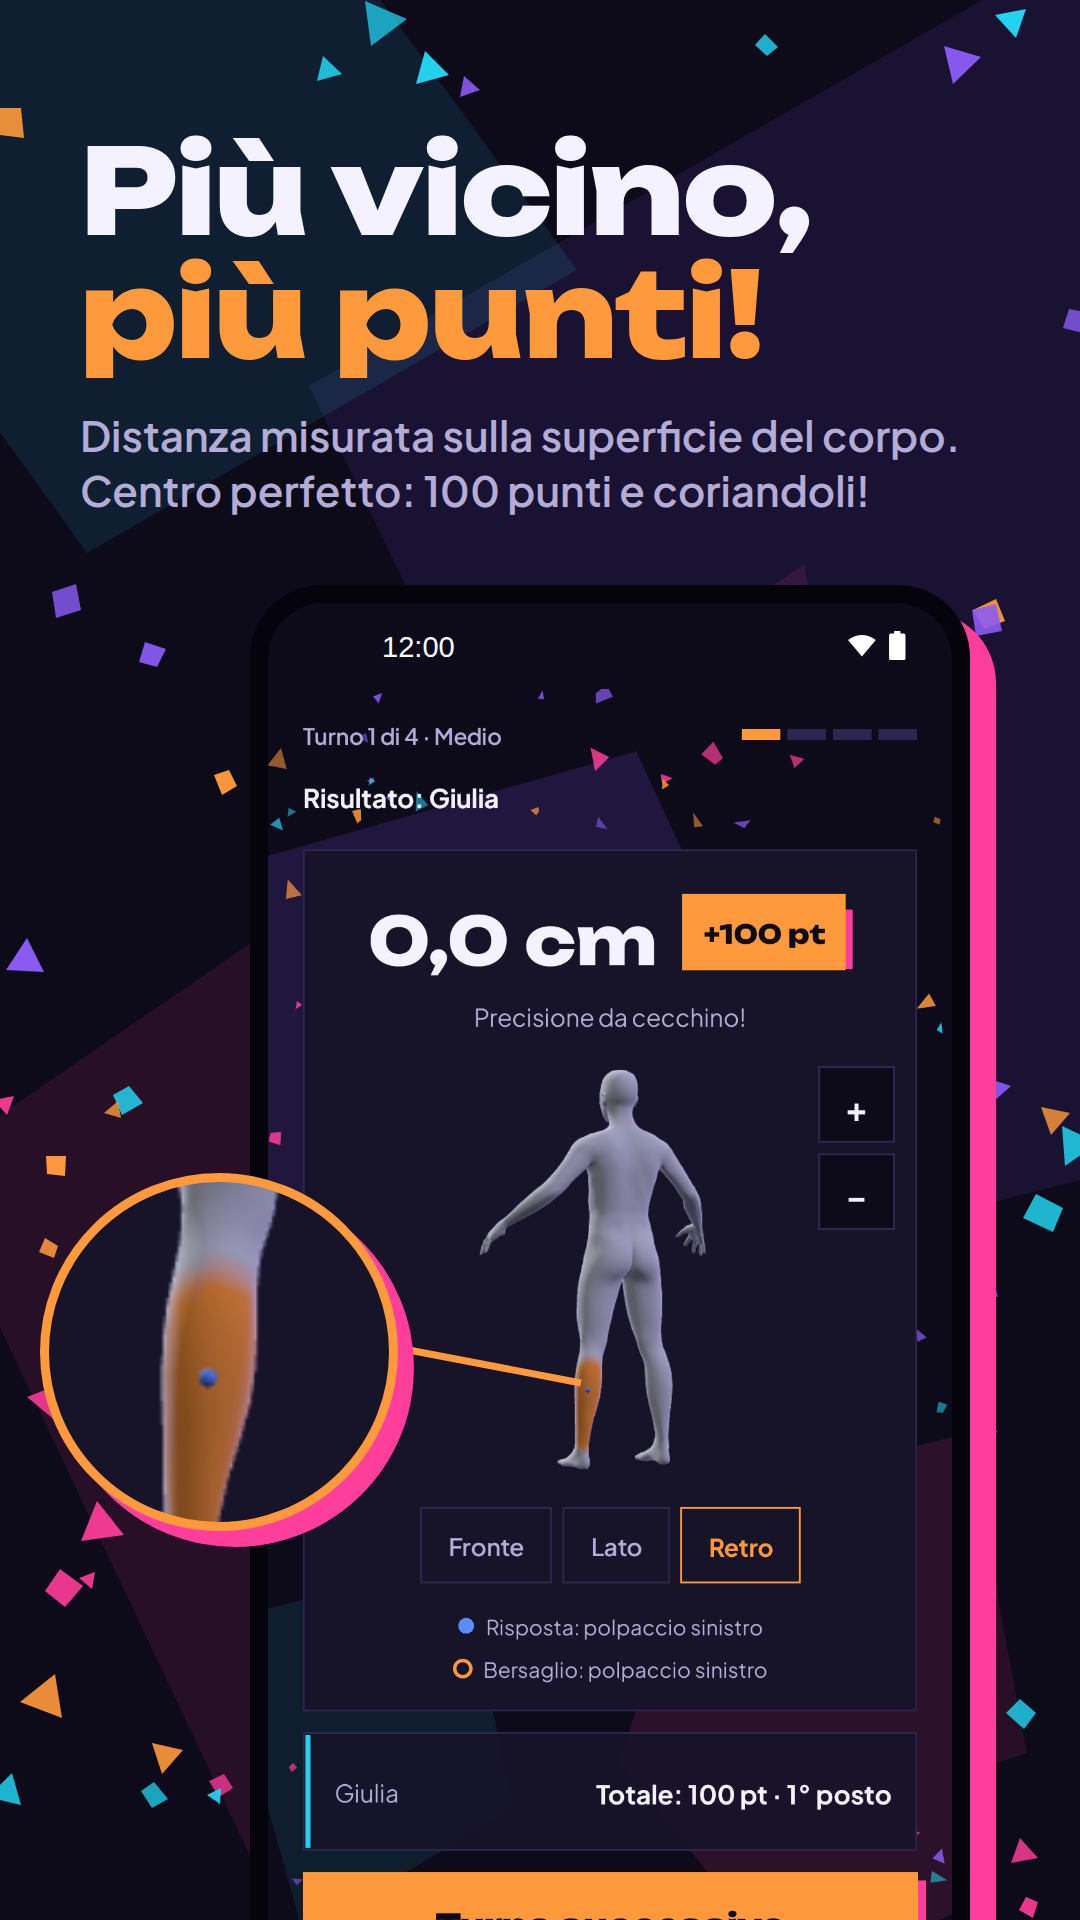 Più vicino,
più punti!
Distanza misurata sulla superficie del corpo.
Centro perfetto: 100 punti e coriandoli!
12:00
Turno 1 di 4 · Medio
Risultato: Giulia
0,0 cm
+100 pt
Precisione da cecchino!
+
−
Fronte
Lato
Retro
Risposta: polpaccio sinistro
Bersaglio: polpaccio sinistro
Giulia
Totale: 100 pt · 1° posto
Turno successivo